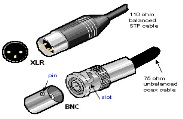 110 ohm
balanced
STP cable
XLR
pin
BNC
slot
75 ohm
unbalanced
coax cable